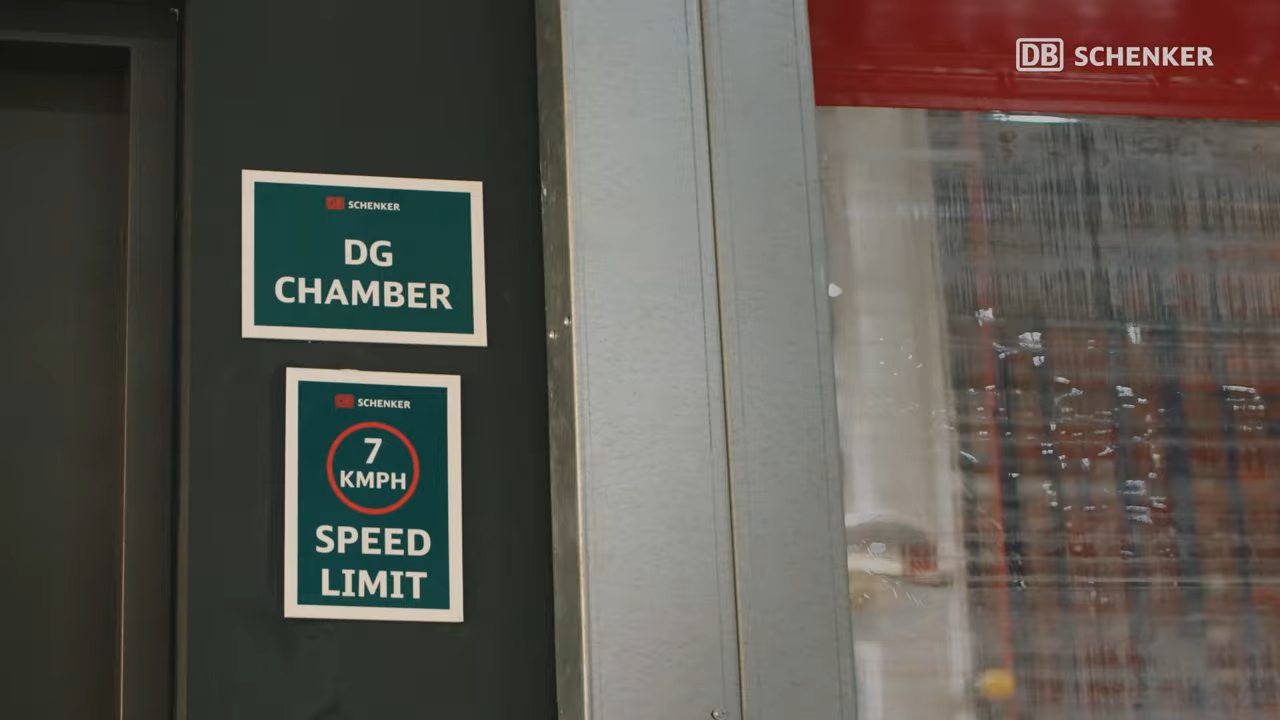 DB SCHENKER
DB SCHENKER
DG
CHAMBER
DB SCHENKER
7
KMPH
SPEED
LIMIT